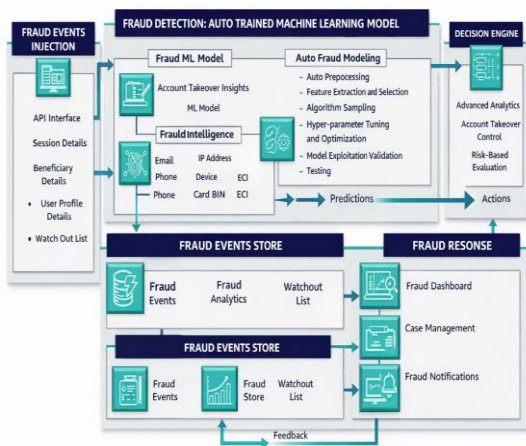 FRAUD EVENTS
INJECTION
API Interface
Session Details
Beneficiary
Details
• User Profile
Details
• Watch Out List
FRAUD DETECTION: AUTO TRAINED MACHINE LEARNING MODEL
Fraud ML Model
Account Takeover Insights
ML Model
Frauld Intelligence
Email IP Address
Phone Device ECI
Phone Card BIN ECI
Auto Fraud Modeling
- Auto Prepocessing
- Feature Extraction and Selection
- Algorithm Sampling
- Hyper-parameter Tuning
and Optimization
- Model Exploitation Validation
- Testing
Predictions
DECISION ENGINE
Advanced Analytics
Account Takeover
Control
Risk-Based
Evaluation
Actions
FRAUD EVENTS STORE
Fraud Events
Fraud Analytics
Watchout List
FRAUD EVENTS STORE
Fraud Events
Fraud Store
Watchout List
FRAUD RESONSE
Fraud Dashboard
Case Management
Fraud Notifications
Feedback